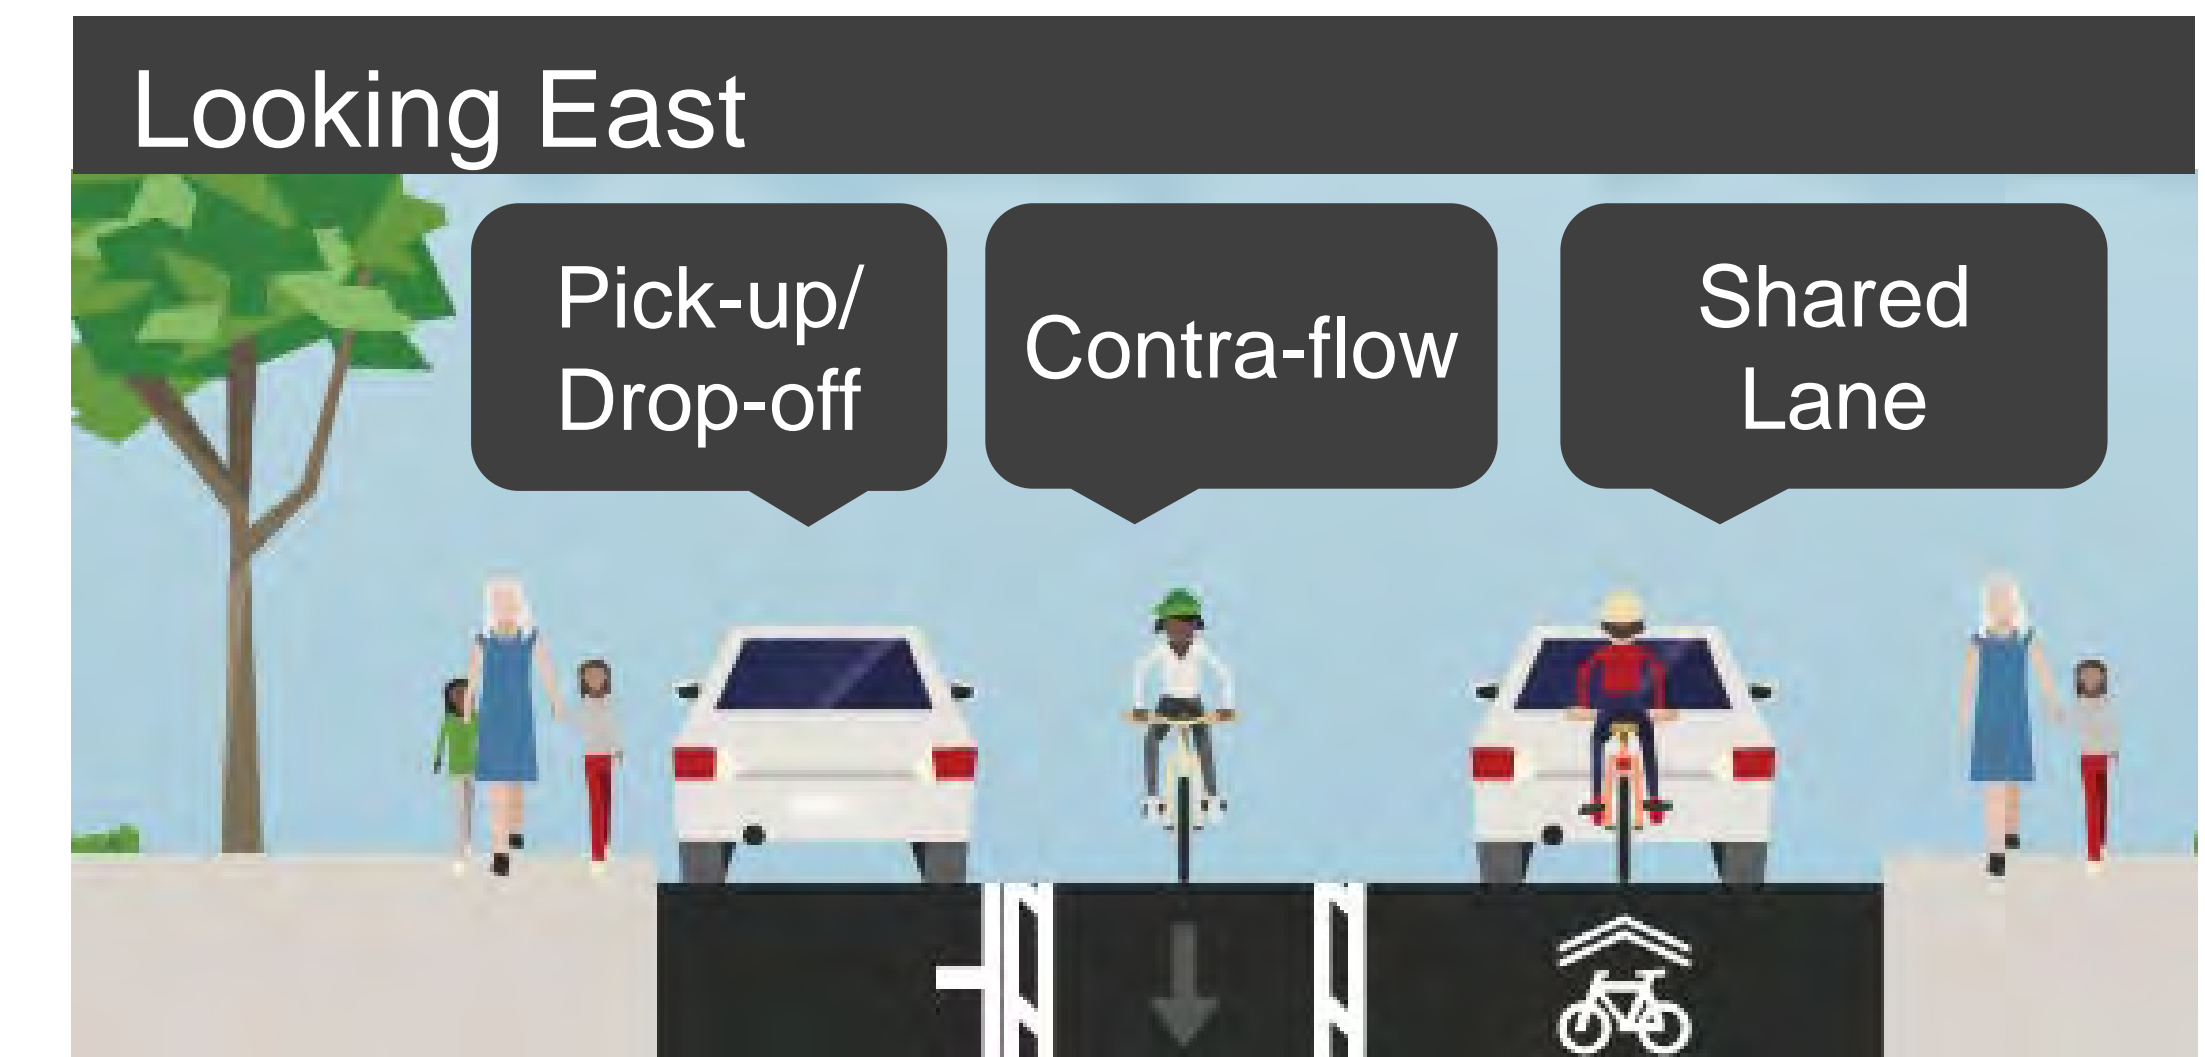 Looking East
Pick-up/
Drop-off
Contra-flow
Shared
Lane